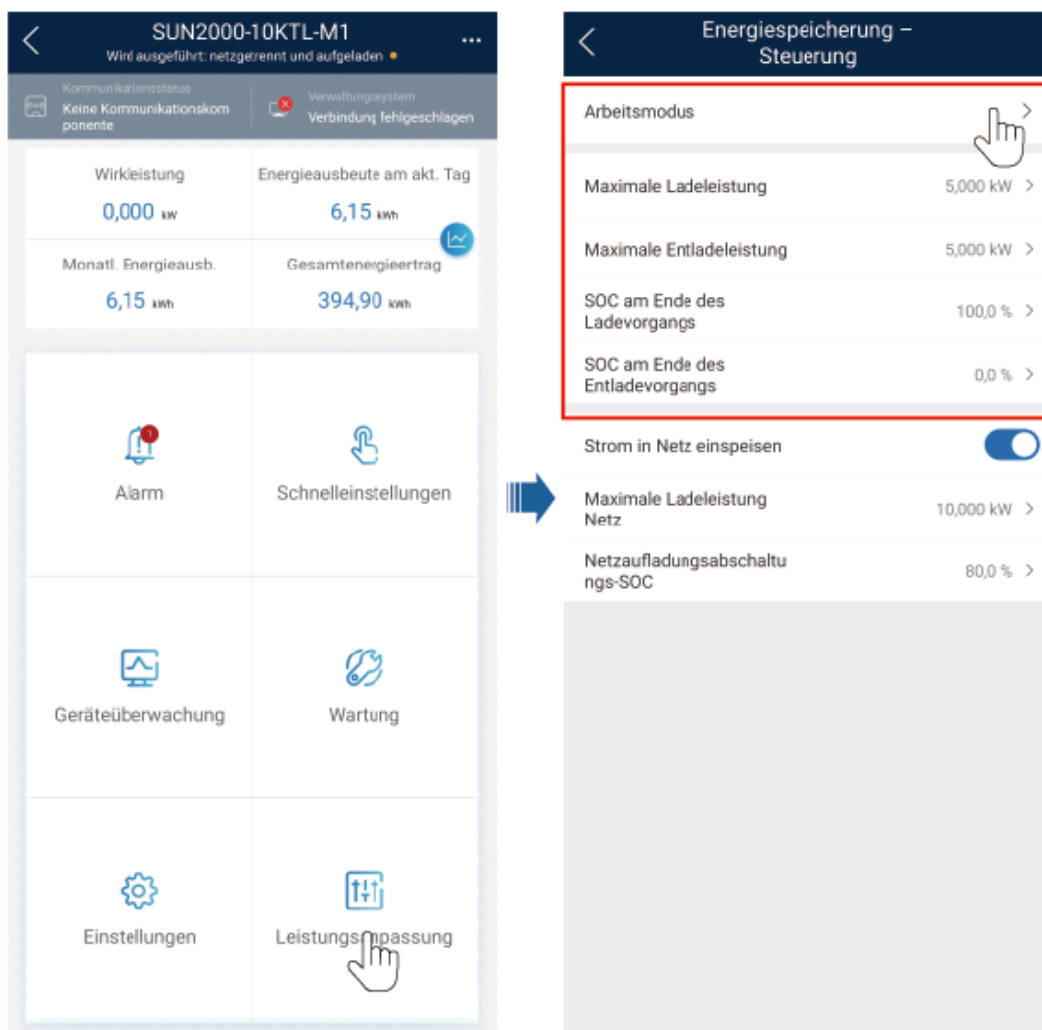 SUN2000-10KTL-M1
Wird ausgeführt: netzgetrennt und aufgeladen
Kommunikationsstatus
Keine Kommunikationskom
ponente
Verwaltungssystem
Verbindung fehlgeschlagen
Wirkleistung
0,000 kW
Energieausbeute am akt. Tag
6,15 kWh
Monatl. Energieausb.
6,15 kWh
Gesamtenergieertrag
394,90 kWh
1
Alarm
Schnelleinstellungen
Geräteüberwachung
Wartung
Einstellungen
Leistungsanpassung
Energiespeicherung –
Steuerung
Arbeitsmodus
Maximale Ladeleistung
5,000 kW
Maximale Entladeleistung
5,000 kW
SOC am Ende des
Ladevorgangs
100,0 %
SOC am Ende des
Entladevorgangs
0,0 %
Strom in Netz einspeisen
Maximale Ladeleistung
Netz
10,000 kW
Netzaufladungsabschaltu
ngs-SOC
80,0 %